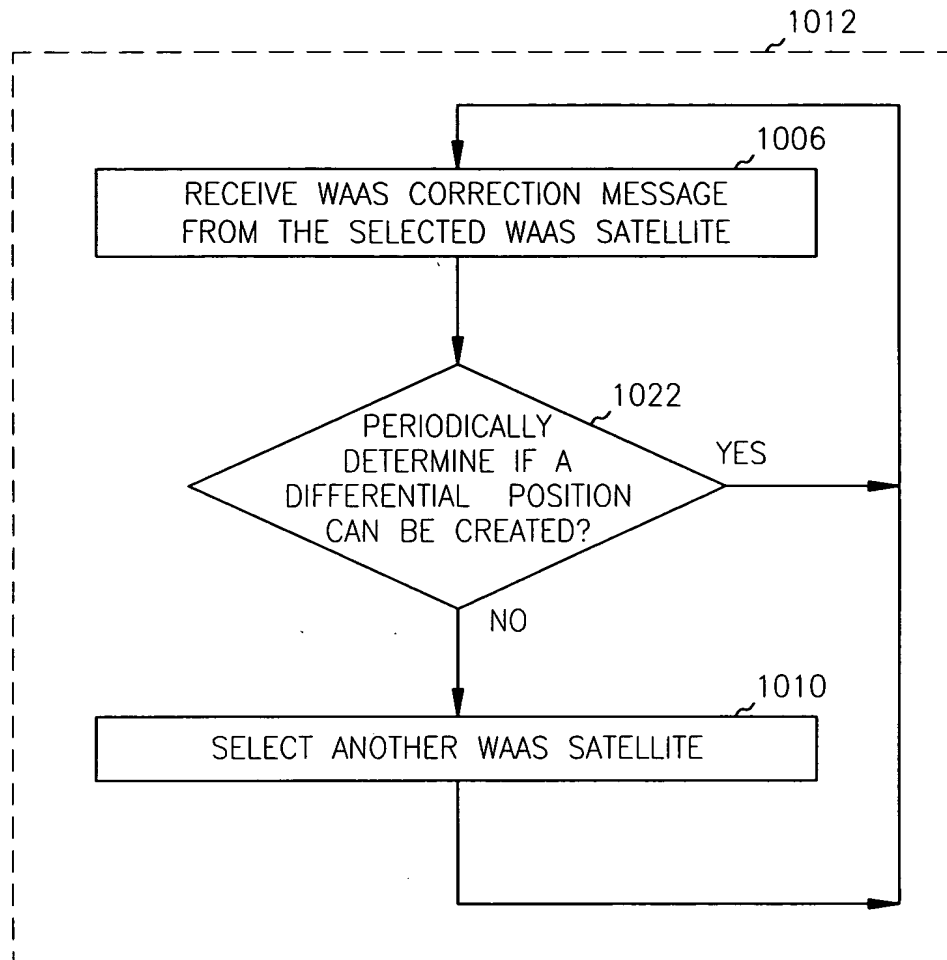 1012
1006
RECEIVE WAAS CORRECTION MESSAGE
FROM THE SELECTED WAAS SATELLITE
1022
PERIODICALLY
DETERMINE IF A
DIFFERENTIAL POSITION
CAN BE CREATED?
YES
NO
1010
SELECT ANOTHER WAAS SATELLITE